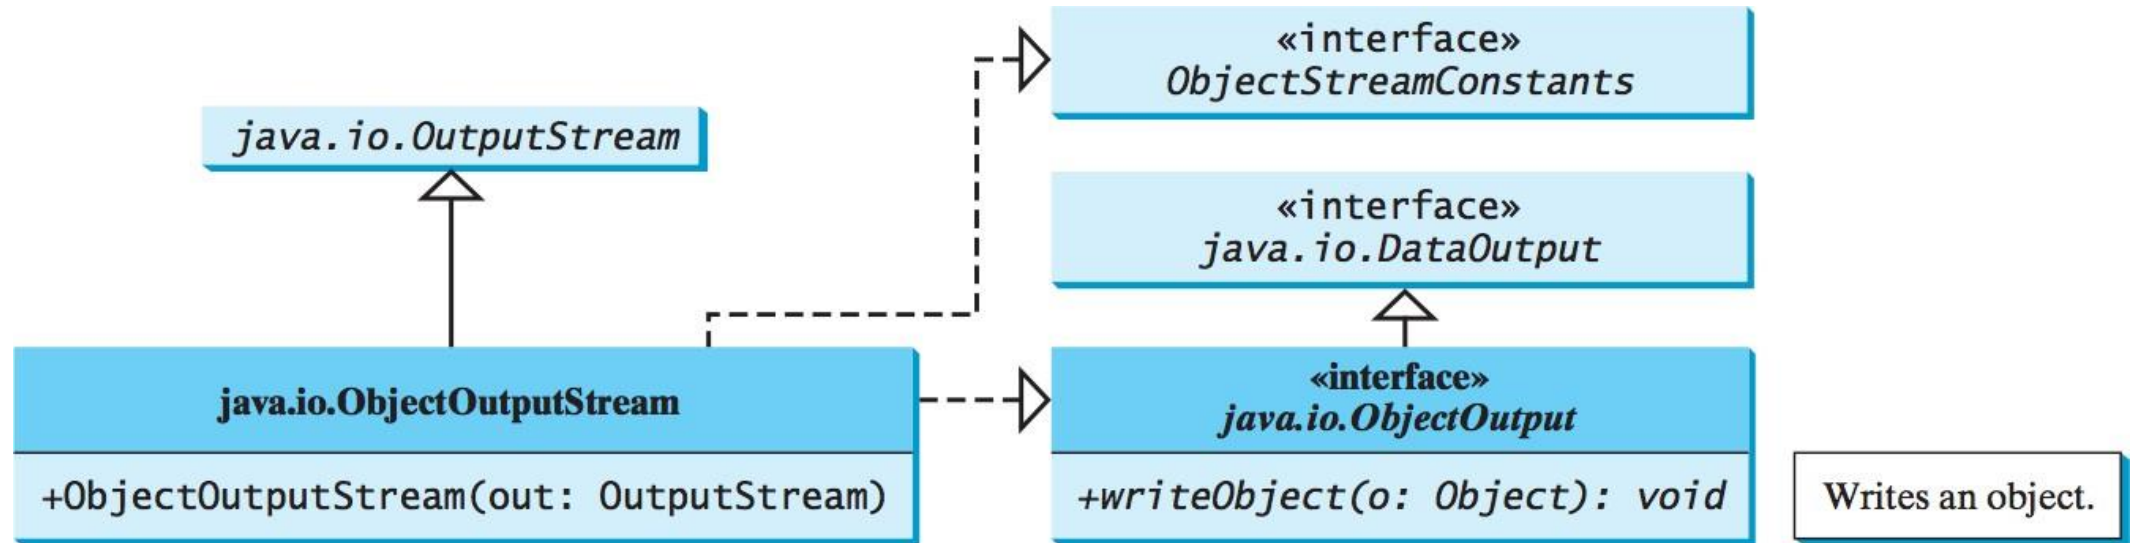 «interface»
ObjectStreamConstants
java.io.OutputStream
«interface»
java.io.DataOutput
java.io.ObjectOutputStream
+ObjectOutputStream(out: OutputStream)
«interface»
java.io.ObjectOutput
+writeObject(o: Object): void
Writes an object.